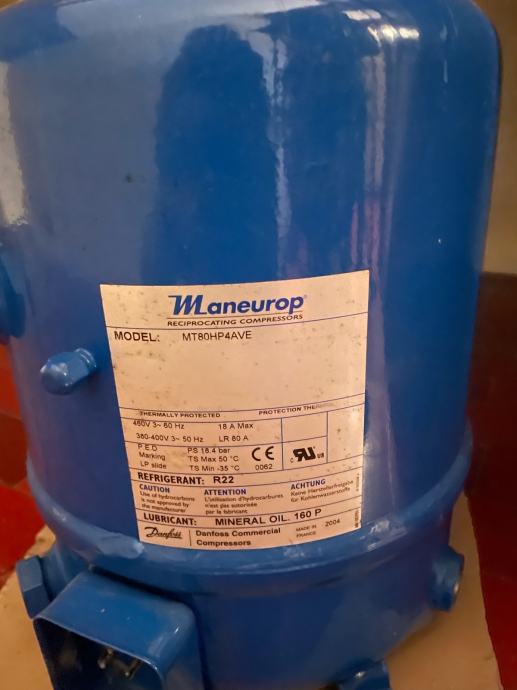 Maneurop
RECIPROCATING COMPRESSORS
MODEL: MT80HP4AVE
THERMALLY PROTECTED PROTECTION
460V 3~ 60 Hz 18 A Max
380-400V 3~ 50 Hz LR 80 A
P.E.D PS 18.4 bar
Marking TS Max 50 °C CE
LP slide TS Min -35 °C 0062
REFRIGERANT: R22
CAUTION ATTENTION ACHTUNG
Use of hydrocarbons L'utilisation d'hydrocarbures Keine Herstellerfreigabe
is not approved by the n'est pas autorisée für Kohlenwasserstoffe
manufacturer par le fabricant
LUBRICANT: MINERAL OIL. 160 P
Danfoss Danfoss Commercial Compressors MADE IN FRANCE 2004